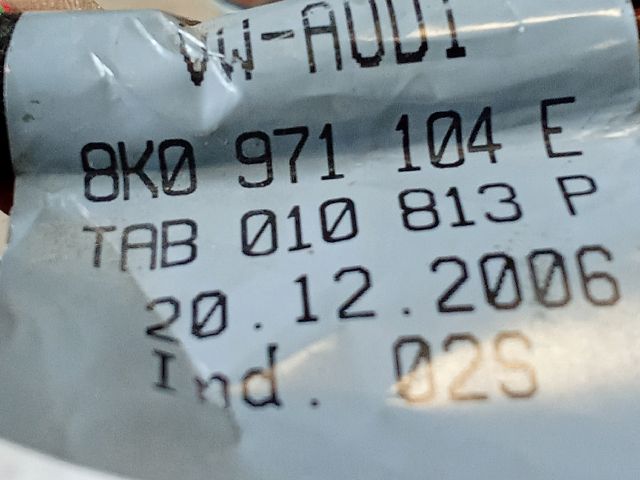 VW-AUDI
8K0 971 104 E
TAB 010 813 P
20.12.2006
Ind. 02S